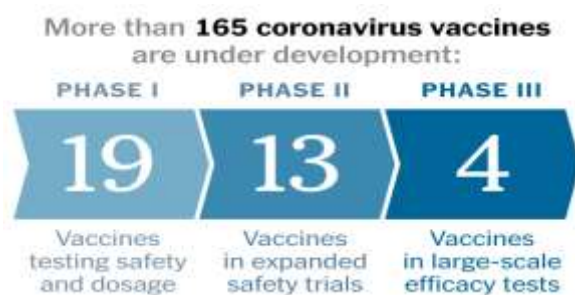 More than 165 coronavirus vaccines
are under development:
PHASE I
PHASE II
PHASE III
19
13
4
Vaccines
testing safety
and dosage
Vaccines
in expanded
safety trials
Vaccines
in large-scale
efficacy tests